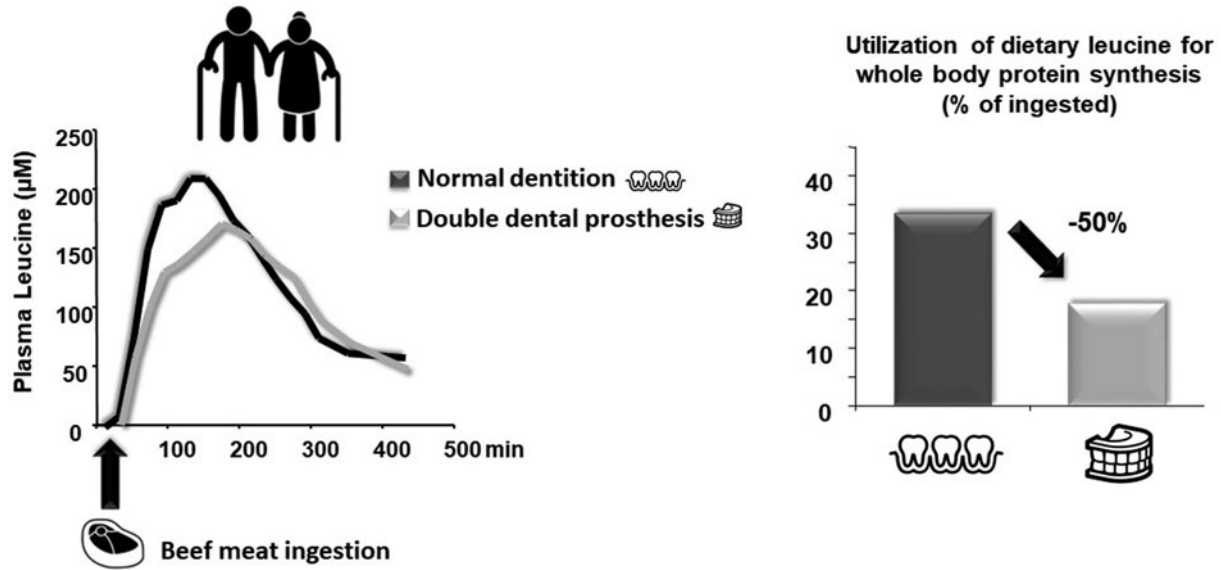 Plasma Leucine (µM)
250
200
150
100
50
0
100
200
300
400
500 min
Normal dentition
Double dental prosthesis
Beef meat ingestion
Utilization of dietary leucine for
whole body protein synthesis
(% of ingested)
40
30
20
10
0
-50%